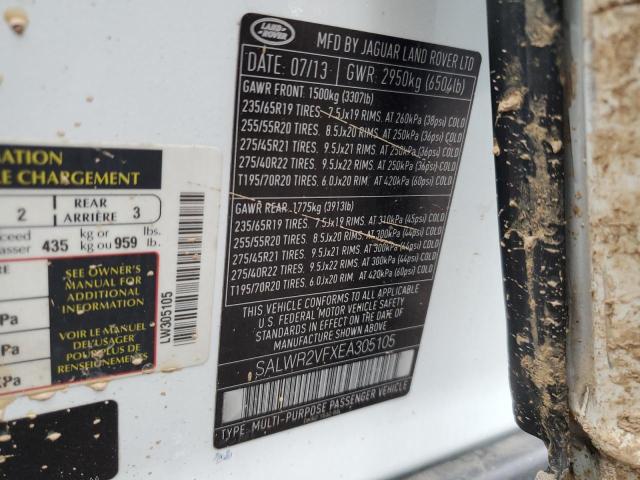 LAND ROVER
MFD BY JAGUAR LAND ROVER LTD
DATE: 07/13 GWR: 2950kg (6504lb)
GAWR FRONT 1500kg (3307lb)
235/65R19 TIRES. 7.5Jx19 RIMS. AT 260kPa (38psi) COLD
255/55R20 TIRES. 8.5Jx20 RIMS. AT 250kPa (36psi) COLD
275/45R21 TIRES. 9.5Jx21 RIMS. AT 250kPa (36psi) COLD
275/40R22 TIRES. 9.5Jx22 RIMS. AT 250kPa (36psi) COLD
T195/70R20 TIRES. 6.0Jx20 RIM. AT 420kPa (60psi) COLD
GAWR REAR 1775kg (3913lb)
235/65R19 TIRES. 7.5Jx19 RIMS. AT 310kPa (45psi) COLD
255/55R20 TIRES. 8.5Jx20 RIMS. AT 300kPa (44psi) COLD
275/45R21 TIRES. 9.5Jx21 RIMS. AT 300kPa (44psi) COLD
275/40R22 TIRES. 9.5Jx22 RIMS. AT 300kPa (44psi) COLD
T195/70R20 TIRES. 6.0Jx20 RIM. AT 420kPa (60psi) COLD
THIS VEHICLE CONFORMS TO ALL APPLICABLE
U.S. FEDERAL MOTOR VEHICLE SAFETY
STANDARDS IN EFFECT ON THE DATE OF
MANUFACTURE SHOWN ABOVE.
SALWR2VFXEA305105
TYPE: MULTI-PURPOSE PASSENGER VEHICLE
RMATION
LE CHARGEMENT
2 REAR ARRIÈRE 3
xceed
asser 435 kg or kg ou 959 lbs. lb.
SEE OWNER'S
MANUAL FOR
ADDITIONAL
INFORMATION
VOIR LE MANUEL
DE L'USAGER
POUR PLUS DE
RENSEIGNEMENTS
Pa
Pa
KPa
LW305105